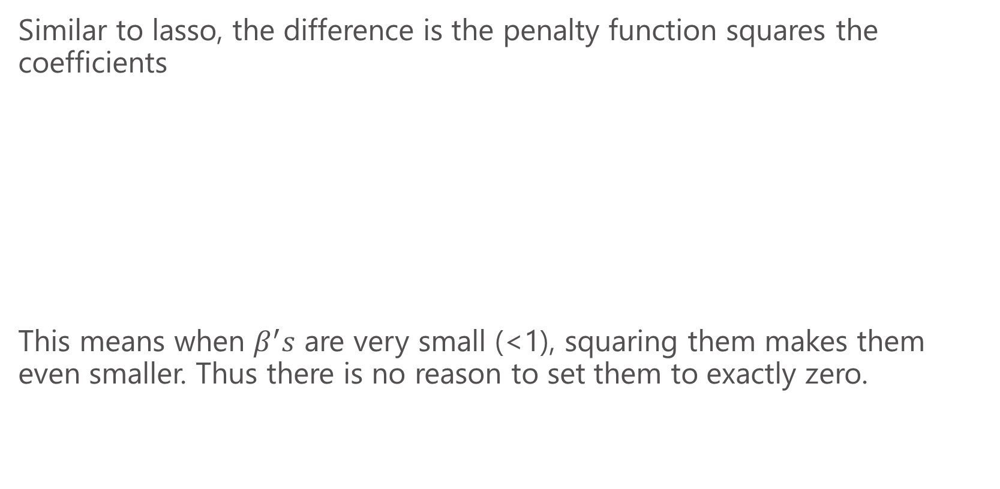 Similar to lasso, the difference is the penalty function squares the
coefficients
This means when 𝛽′𝑠 are very small (<1), squaring them makes them
even smaller. Thus there is no reason to set them to exactly zero.